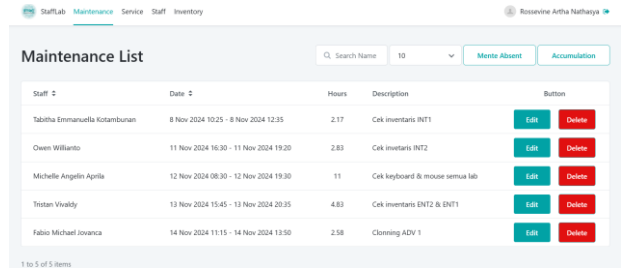 StaffLab Maintenance Service Staff Inventory Rossevine Artha Nathasya
Maintenance List Search Name 10 Mente Absent Accumulation
Staff Date Hours Description Button
Tabitha Emmanuella Kotambunan 8 Nov 2024 10:25 - 8 Nov 2024 12:35 2.17 Cek inventaris INT1 Edit Delete
Owen Willianto 11 Nov 2024 16:30 - 11 Nov 2024 19:20 2.83 Cek invetaris INT2 Edit Delete
Michelle Angelin Aprila 12 Nov 2024 08:30 - 12 Nov 2024 19:30 11 Cek keyboard & mouse semua lab Edit Delete
Tristan Vivaldy 13 Nov 2024 15:45 - 13 Nov 2024 20:35 4.83 Cek inventaris ENT2 & ENT1 Edit Delete
Fabio Michael Jovanca 14 Nov 2024 11:15 - 14 Nov 2024 13:50 2.58 Clonning ADV 1 Edit Delete
1 to 5 of 5 items